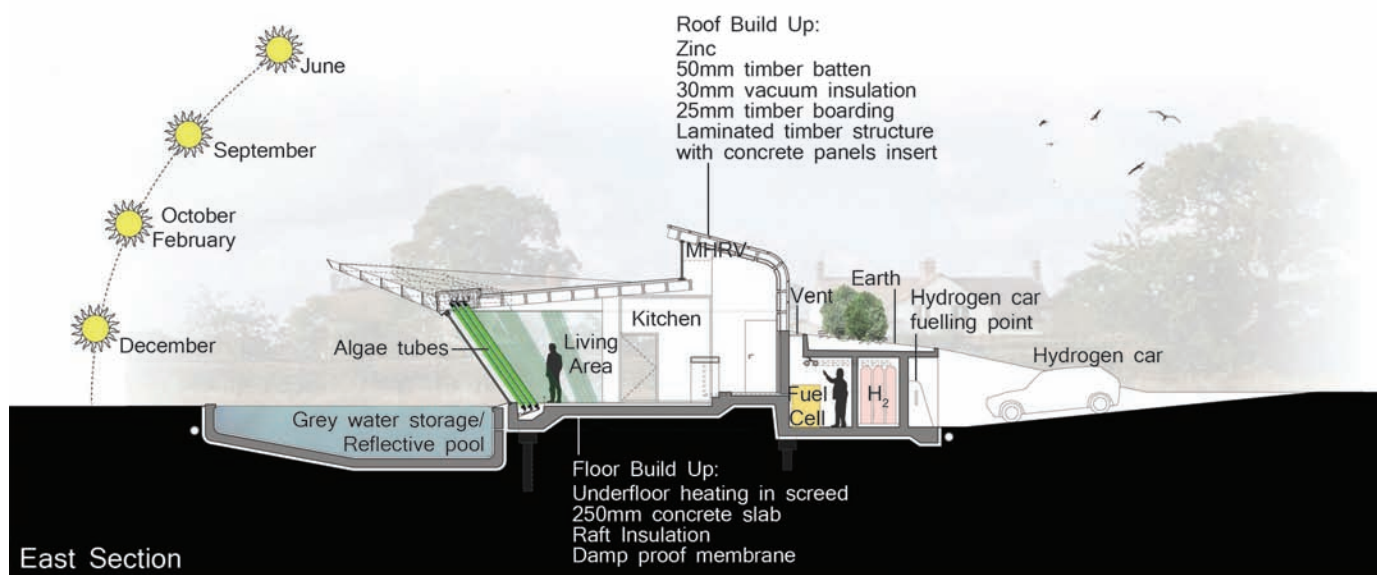 Roof Build Up:
Zinc
50mm timber batten
30mm vacuum insulation
25mm timber boarding
Laminated timber structure
with concrete panels insert
June
September
October
February
December
MHRV
Earth
Vent
Hydrogen car
fuelling point
Hydrogen car
Kitchen
Living
Area
Algae tubes
Fuel
Cell
H₂
Grey water storage/
Reflective pool
Floor Build Up:
Underfloor heating in screed
250mm concrete slab
Raft Insulation
Damp proof membrane
East Section